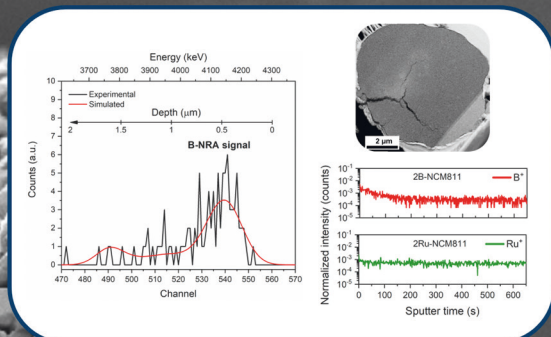 Energy (keV)
3700 3800 3900 4000 4100 4200 4300
10
9
8
7
6
5
4
3
2
1
0
Counts (a.u.)
Experimental
Simulated
Depth (μm)
2 1.5 1 0.5 0
B-NRA signal
470 480 490 500 510 520 530 540 550 560 570
Channel
2 μm
Normalized intensity (counts)
10⁻¹
10⁻² 2B-NCM811 B⁺
10⁻³
10⁻⁴
10⁻⁵
10⁻¹
10⁻² 2Ru-NCM811 Ru⁺
10⁻³
10⁻⁴
10⁻⁵
0 100 200 300 400 500 600
Sputter time (s)